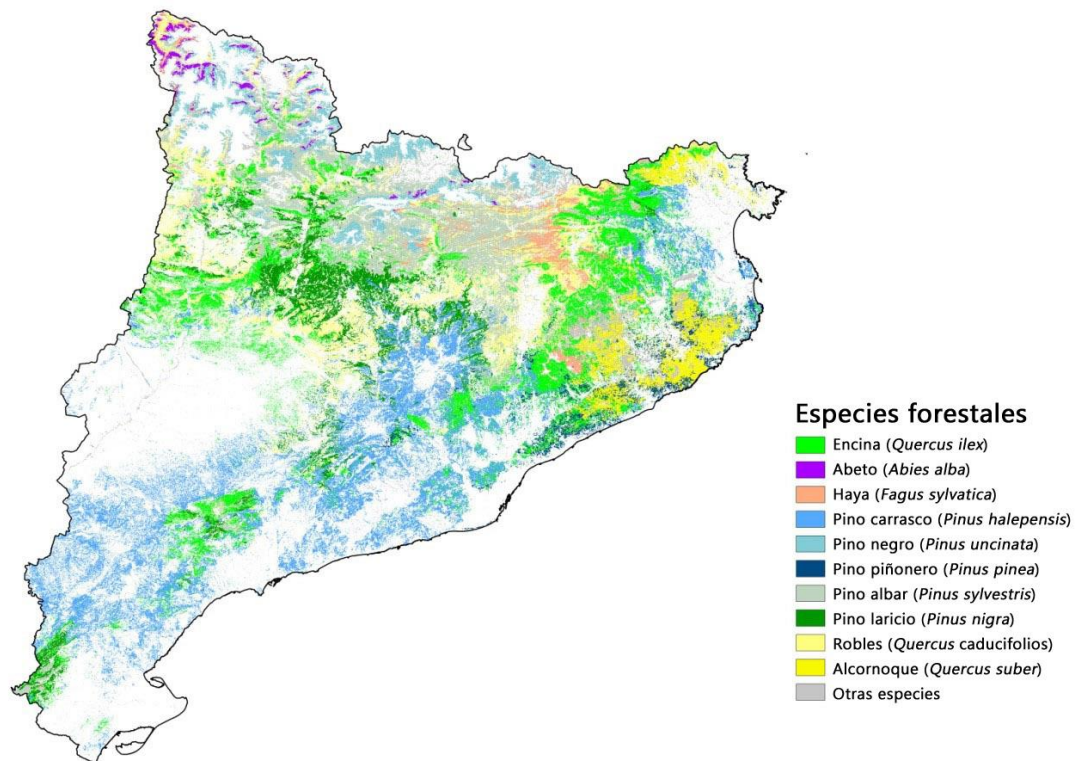 Especies forestales
Encina (Quercus ilex)
Abeto (Abies alba)
Haya (Fagus sylvatica)
Pino carrasco (Pinus halepensis)
Pino negro (Pinus uncinata)
Pino piñonero (Pinus pinea)
Pino albar (Pinus sylvestris)
Pino laricio (Pinus nigra)
Robles (Quercus caducifolios)
Alcornoque (Quercus suber)
Otras especies